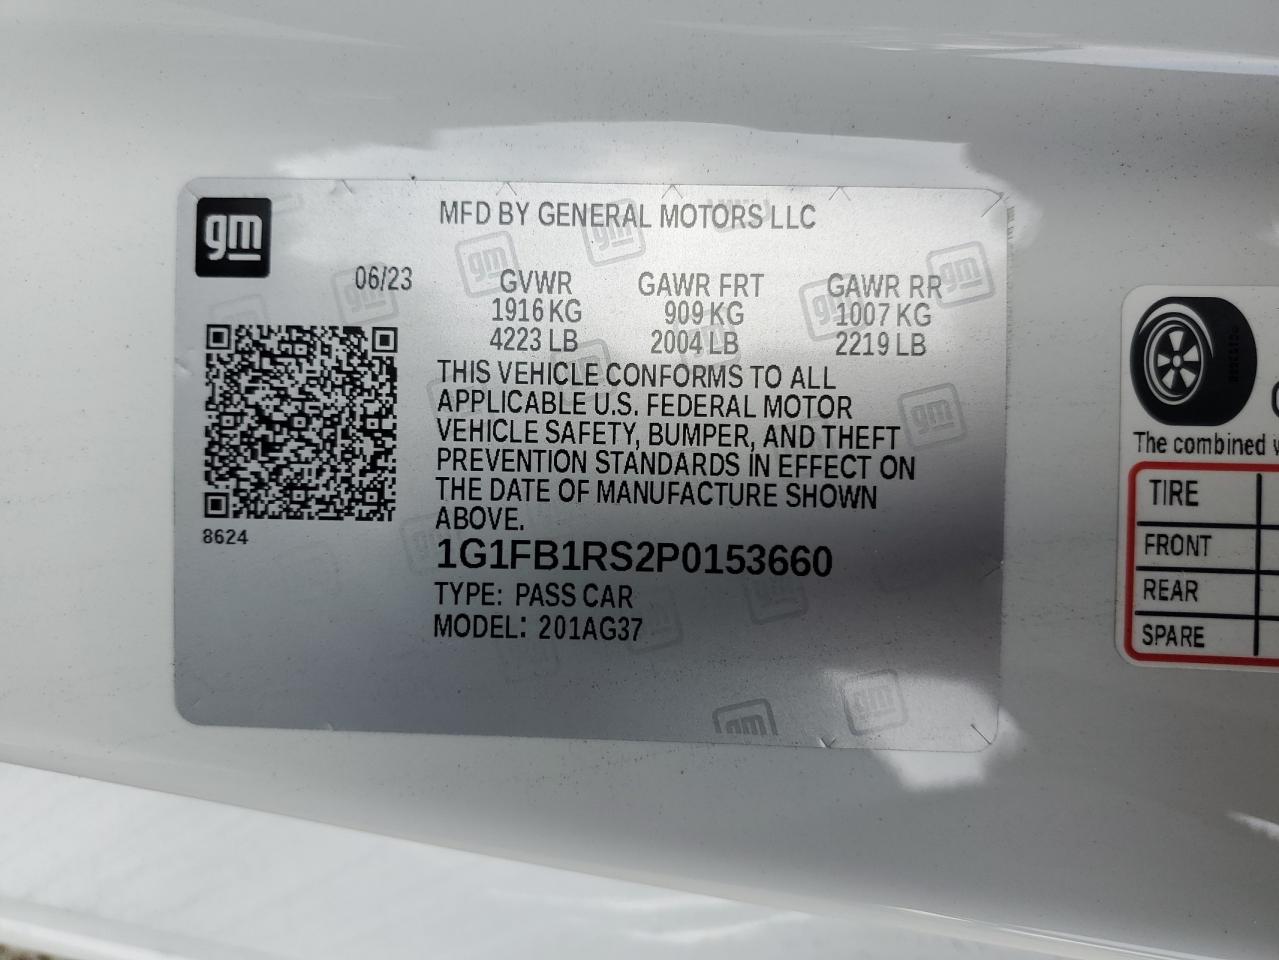 gm
MFD BY GENERAL MOTORS LLC
06/23
GVWR GAWR FRT GAWR RR
1916 KG 909 KG 1007 KG
4223 LB 2004 LB 2219 LB
THIS VEHICLE CONFORMS TO ALL
APPLICABLE U.S. FEDERAL MOTOR
VEHICLE SAFETY, BUMPER, AND THEFT
PREVENTION STANDARDS IN EFFECT ON
THE DATE OF MANUFACTURE SHOWN
ABOVE.
8624
1G1FB1RS2P0153660
TYPE: PASS CAR
MODEL: 201AG37
The combined
TIRE
FRONT
REAR
SPARE